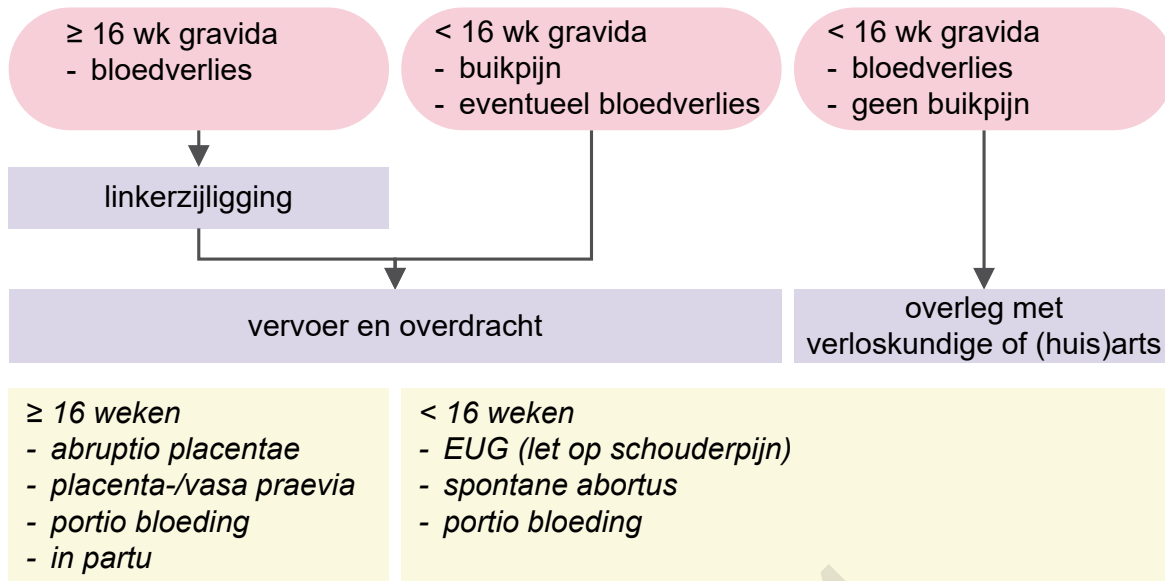 ≥ 16 wk gravida
- bloedverlies
< 16 wk gravida
- buikpijn
- eventueel bloedverlies
< 16 wk gravida
- bloedverlies
- geen buikpijn
linkerzijligging
vervoer en overdracht
overleg met
verloskundige of (huis)arts
≥ 16 weken
- abruptio placentae
- placenta-/vasa praevia
- portio bloeding
- in partu
< 16 weken
- EUG (let op schouderpijn)
- spontane abortus
- portio bloeding